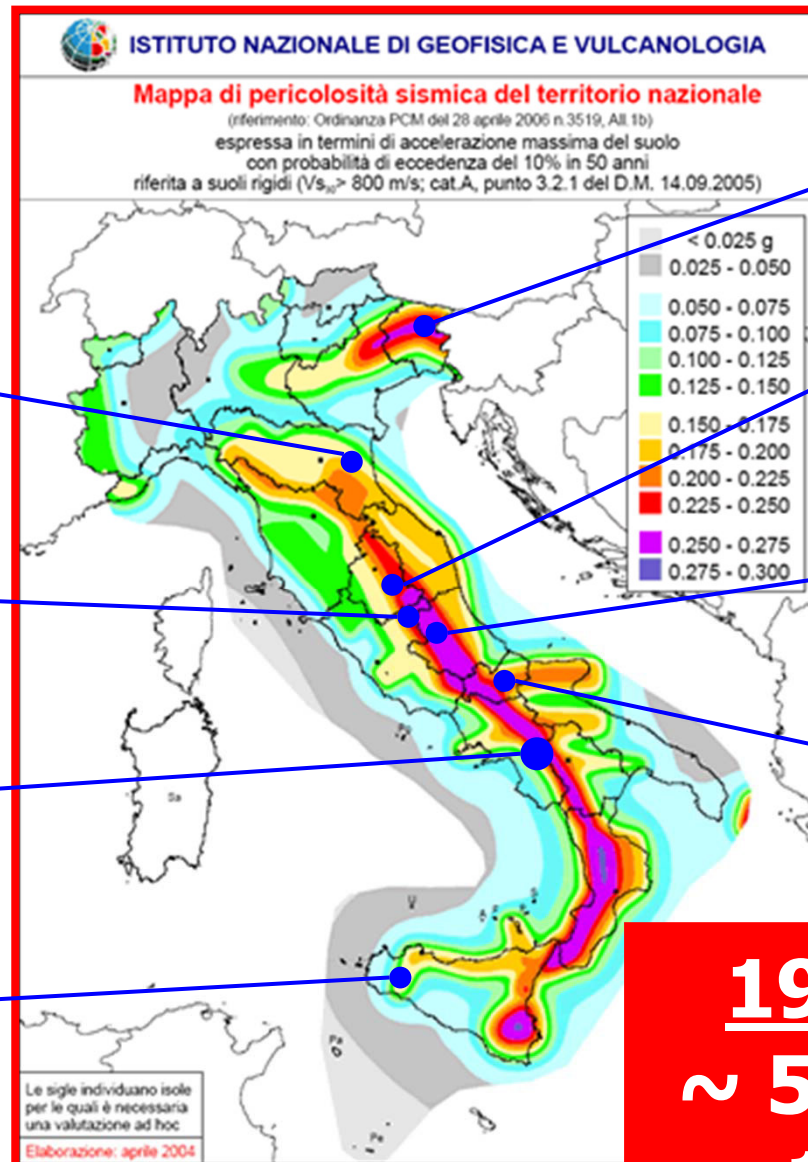 ISTITUTO NAZIONALE DI GEOFISICA E VULCANOLOGIA
Mappa di pericolosità sismica del territorio nazionale
(riferimento: Ordinanza PCM del 28 aprile 2006 n.3519, All.1b)
espressa in termini di accelerazione massima del suolo
con probabilità di eccedenza del 10% in 50 anni
riferita a suoli rigidi (Vs₃₀> 800 m/s; cat.A, punto 3.2.1 del D.M. 14.09.2005)
< 0.025 g
0.025 - 0.050
0.050 - 0.075
0.075 - 0.100
0.100 - 0.125
0.125 - 0.150
0.150 - 0.175
0.175 - 0.200
0.200 - 0.225
0.225 - 0.250
0.250 - 0.275
0.275 - 0.300
Sa
U
Pa
Pe
19
~ 5
Le sigle individuano isole
per le quali è necessaria
una valutazione ad hoc
Elaborazione: aprile 2004